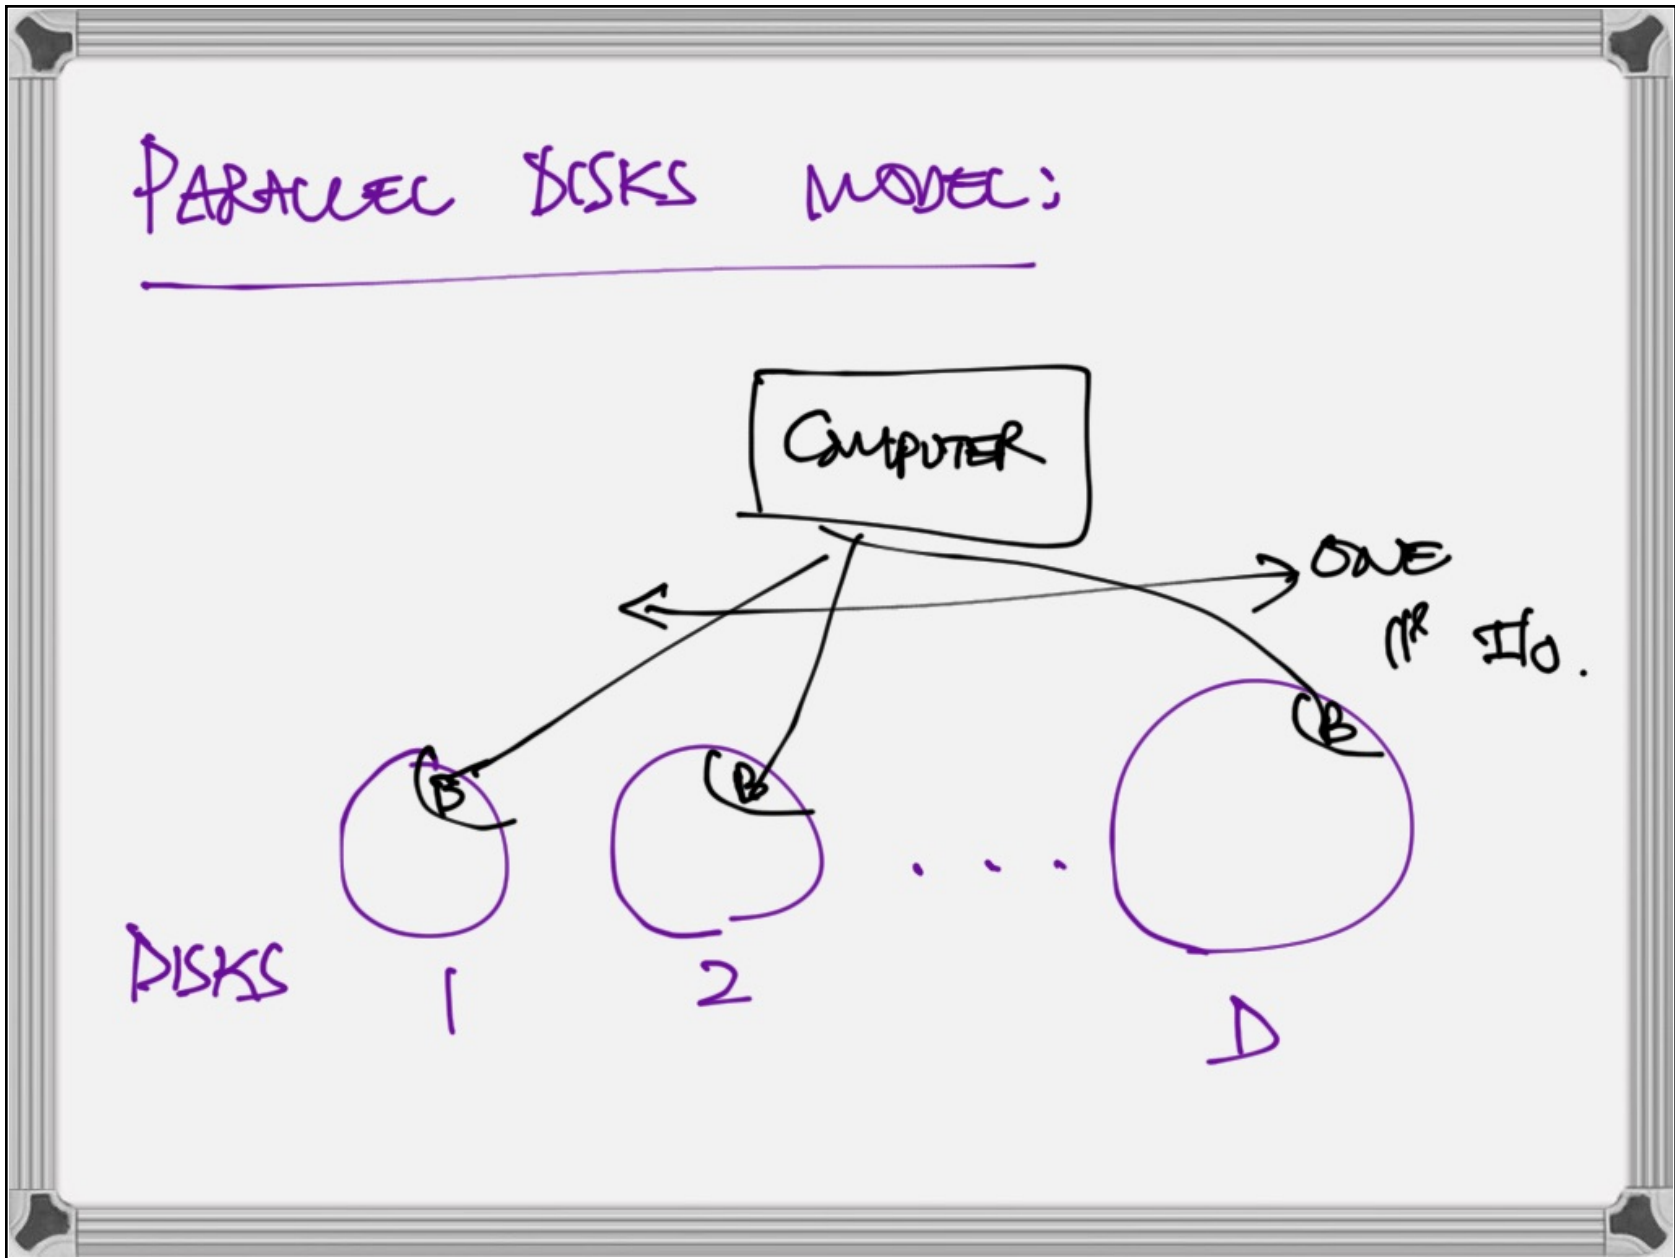 PARALLEL DISKS MODEL:
COMPUTER
ONE
||R I/O.
B B B
DISKS 1 2 D